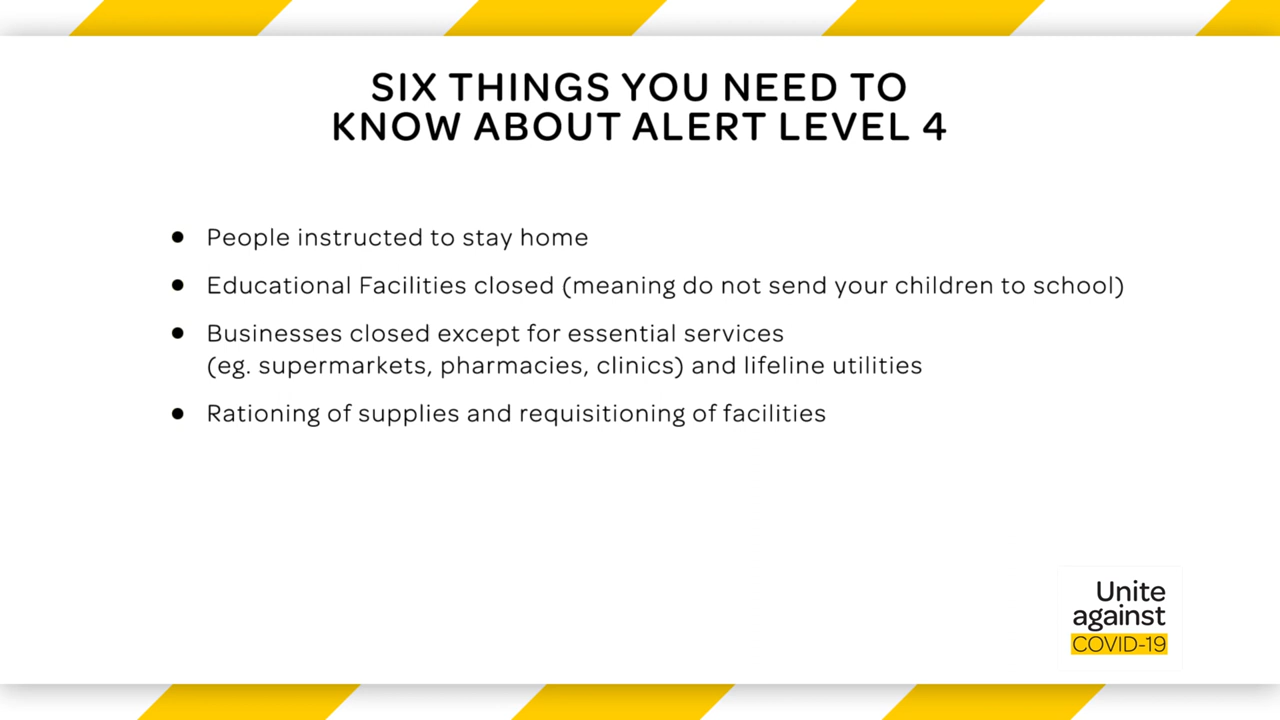 SIX THINGS YOU NEED TO
KNOW ABOUT ALERT LEVEL 4
● People instructed to stay home
● Educational Facilities closed (meaning do not send your children to school)
● Businesses closed except for essential services
(eg. supermarkets, pharmacies, clinics) and lifeline utilities
● Rationing of supplies and requisitioning of facilities
Unite
against
COVID-19